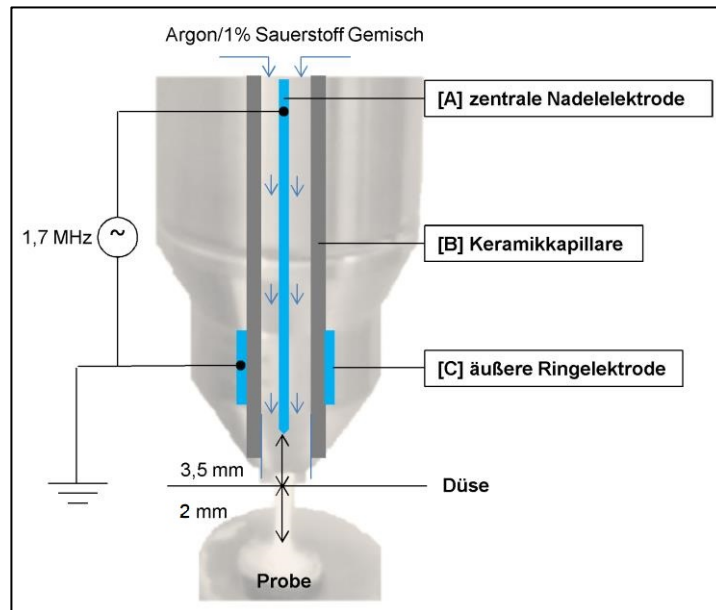 Argon/1% Sauerstoff Gemisch
[A] zentrale Nadelelektrode
1,7 MHz
~
[B] Keramikkapillare
[C] äußere Ringelektrode
3,5 mm
Düse
2 mm
Probe